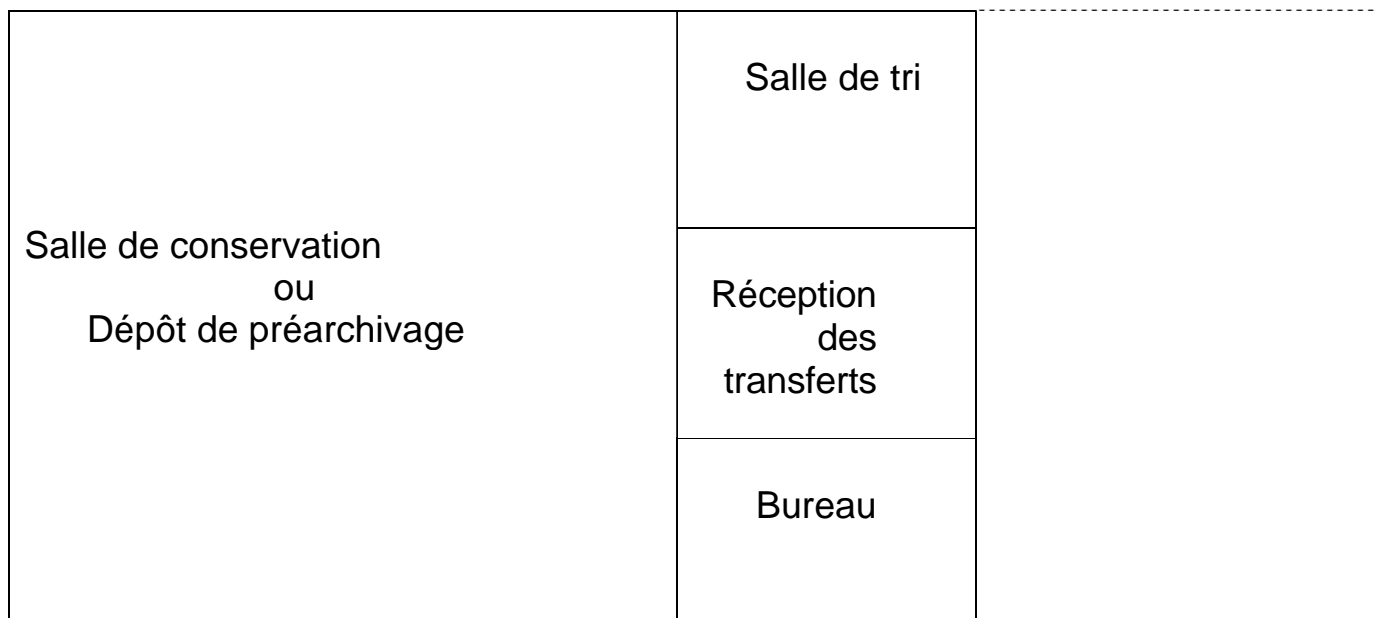 Salle de conservation
ou
Dépôt de préarchivage
Salle de tri
Réception
des
transferts
Bureau